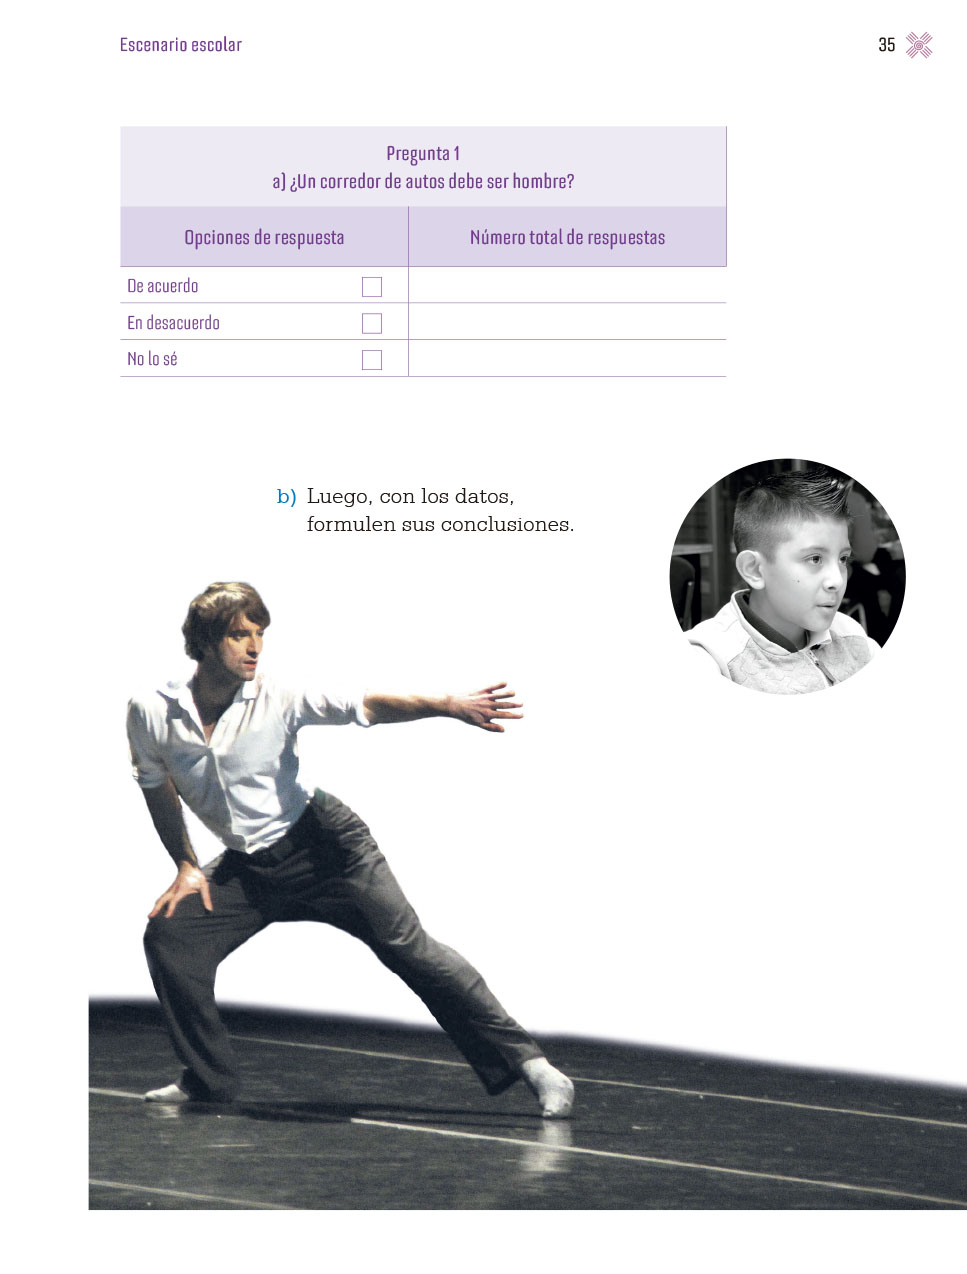 Escenario escolar
35
Pregunta 1
a) ¿Un corredor de autos debe ser hombre?
Opciones de respuesta
Número total de respuestas
De acuerdo
En desacuerdo
No lo sé
b) Luego, con los datos,
formulen sus conclusiones.